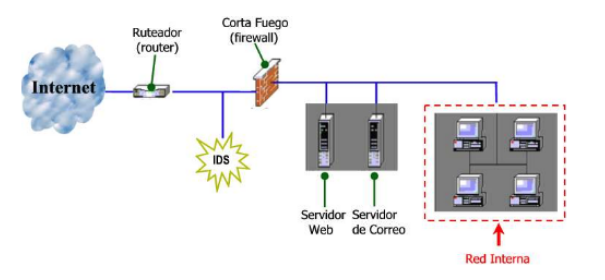 Corta Fuego
(firewall)
Ruteador
(router)
Internet
IDS
Servidor
Web
Servidor
de Correo
Red Interna